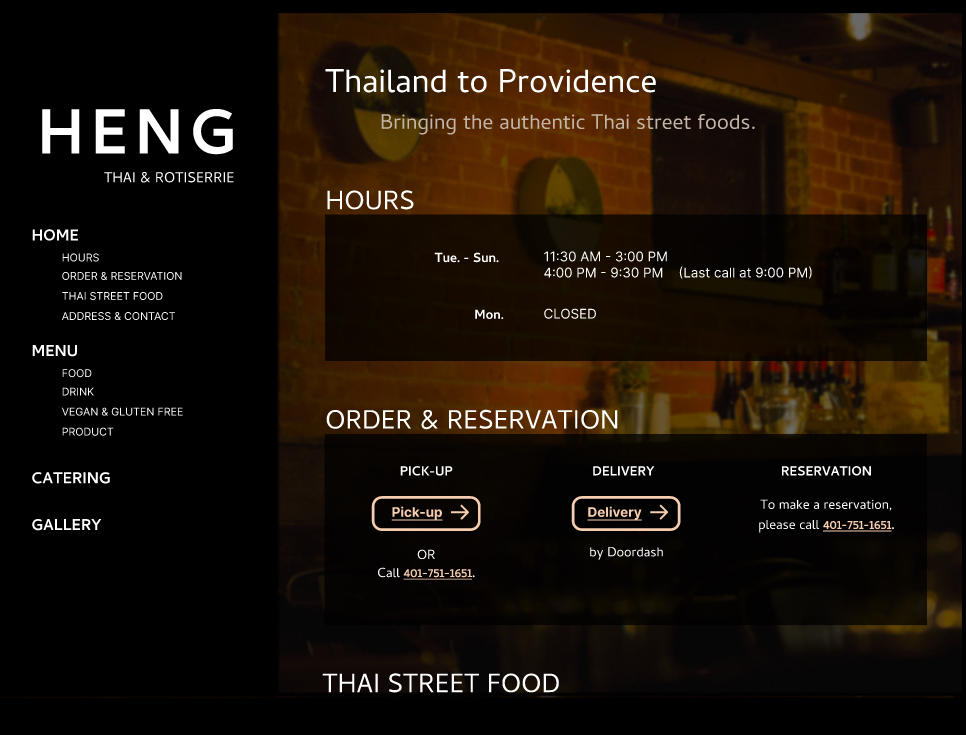 HENG
THAI & ROTISSERIE
HOME
HOURS
ORDER & RESERVATION
THAI STREET FOOD
ADDRESS & CONTACT
MENU
FOOD
DRINK
VEGAN & GLUTEN FREE
PRODUCT
CATERING
GALLERY
Thailand to Providence
Bringing the authentic Thai street foods.
HOURS
Tue. - Sun. 11:30 AM - 3:00 PM
4:00 PM - 9:30 PM (Last call at 9:00 PM)
Mon. CLOSED
ORDER & RESERVATION
PICK-UP
Pick-up →
OR
Call 401-751-1651.
DELIVERY
Delivery →
by Doordash
RESERVATION
To make a reservation,
please call 401-751-1651.
THAI STREET FOOD